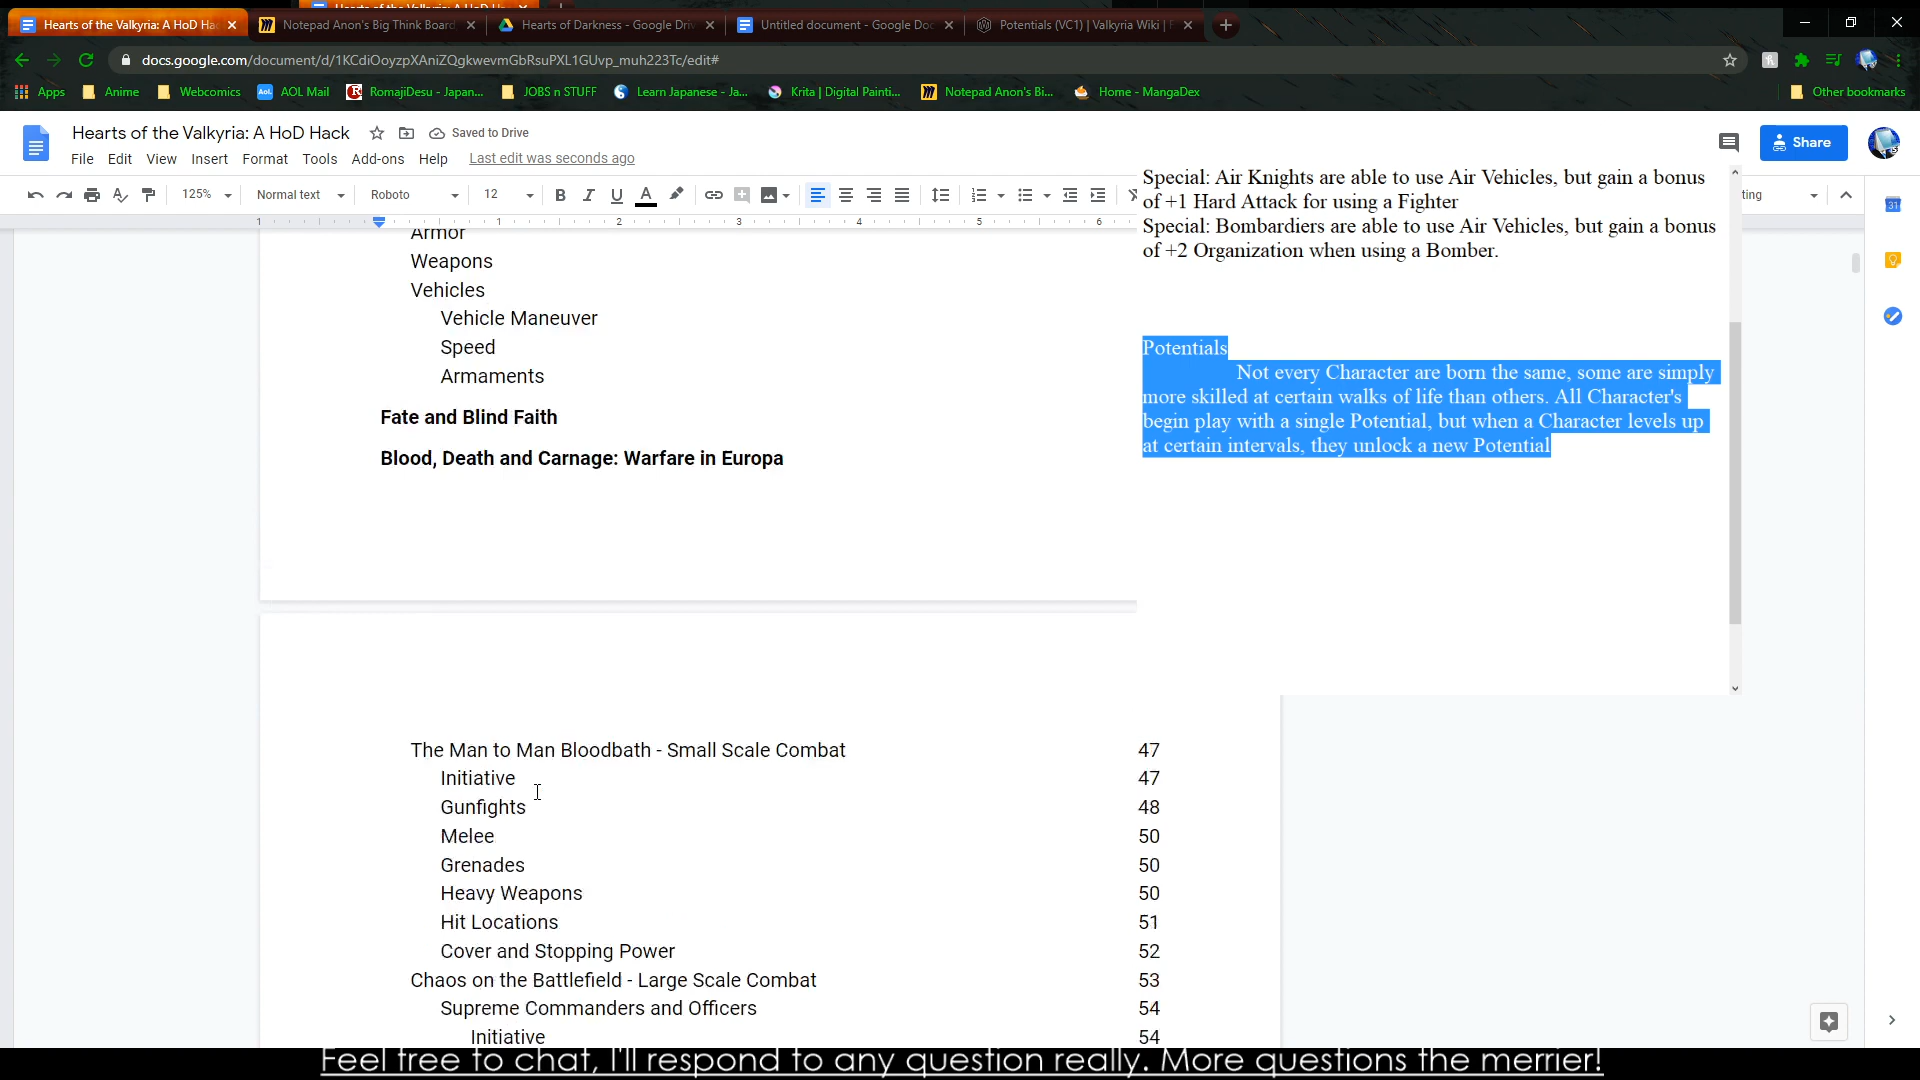 Hearts of the Valkyria: A HoD Hac
Notepad Anon's Big Think Board
Hearts of Darkness - Google Driv
Untitled document - Google Doc
Potentials (VC1) | Valkyria Wiki | F
docs.google.com/document/d/1KCdiOoyzpXAniZQgkwevmGbRsuPXL1GUvp_muh223Tc/edit#
Apps
Anime
Webcomics
Aol.
AOL Mail
RomajiDesu - Japan...
JOBS n STUFF
Learn Japanese - Ja...
Krita | Digital Painti...
Notepad Anon's Bi...
Home - MangaDex
Other bookmarks
Hearts of the Valkyria: A HoD Hack
Saved to Drive
File Edit View Insert Format Tools Add-ons Help Last edit was seconds ago
Share
125%
Normal text
Roboto
12
B I U A
ting
1 1 2 3 4 5 6
31
Special: Air Knights are able to use Air Vehicles, but gain a bonus
of +1 Hard Attack for using a Fighter
Special: Bombardiers are able to use Air Vehicles, but gain a bonus
of +2 Organization when using a Bomber.
Potentials
Not every Character are born the same, some are simply
more skilled at certain walks of life than others. All Character's
begin play with a single Potential, but when a Character levels up
at certain intervals, they unlock a new Potential
Armor
Weapons
Vehicles
Vehicle Maneuver
Speed
Armaments
Fate and Blind Faith
Blood, Death and Carnage: Warfare in Europa
The Man to Man Bloodbath - Small Scale Combat 47
Initiative 47
Gunfights 48
Melee 50
Grenades 50
Heavy Weapons 50
Hit Locations 51
Cover and Stopping Power 52
Chaos on the Battlefield - Large Scale Combat 53
Supreme Commanders and Officers 54
Initiative 54
Feel free to chat, I'll respond to any question really. More questions the merrier!